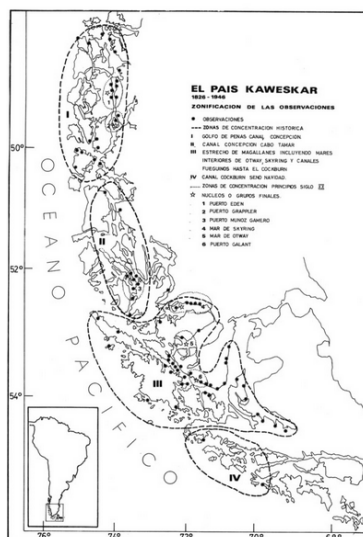 EL PAIS KAWESKAR
1826 - 1946
ZONIFICACION DE LAS OBSERVACIONES
OBSERVACIONES
ZONAS DE CONCENTRACION HISTORICA
I GOLFO DE PENAS CANAL CONCEPCION
II CANAL CONCEPCION CABO TAMAR
III ESTRECHO DE MAGALLANES INCLUYENDO MARES
INTERIORES DE OTWAY, SKYRING Y CANALES
FUEGUINOS HASTA EL COCKBURN
IV CANAL COCKBURN SENO NAVIDAD
ZONAS DE CONCENTRACION PRINCIPIOS SIGLO
NUCLEOS O GRUPOS FINALES
1 PUERTO EDEN
2 PUERTO GRAPPLER
3 PUERTO MUNOZ GAMERO
4 MAR DE SKYRING
5 MAR DE OTWAY
6 PUERTO GALANT
I
50°
OCEANO PACIFICO
II
52°
III
54°
IV
76°
74°